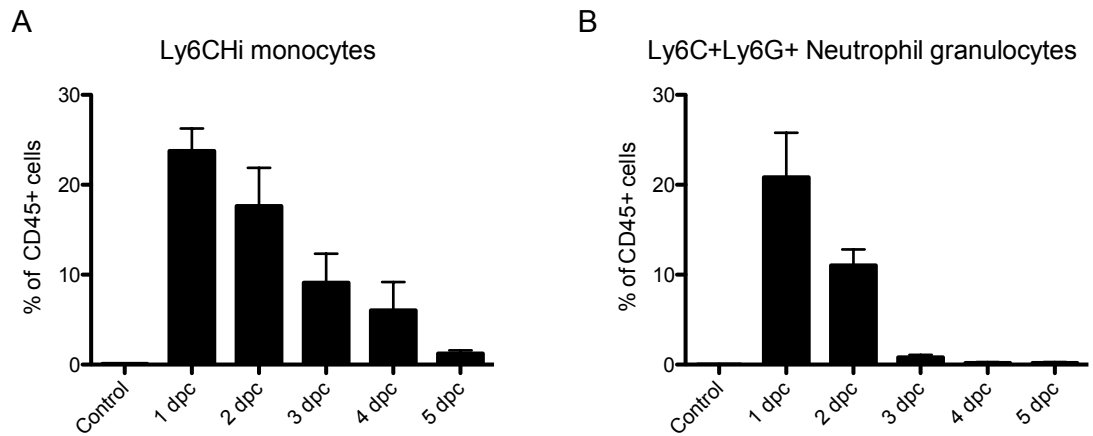 A
Ly6CHi monocytes
% of CD45+ cells
30
20
10
0
Control
1 dpc
2 dpc
3 dpc
4 dpc
5 dpc
B
Ly6C+Ly6G+ Neutrophil granulocytes
% of CD45+ cells
30
20
10
0
Control
1 dpc
2 dpc
3 dpc
4 dpc
5 dpc